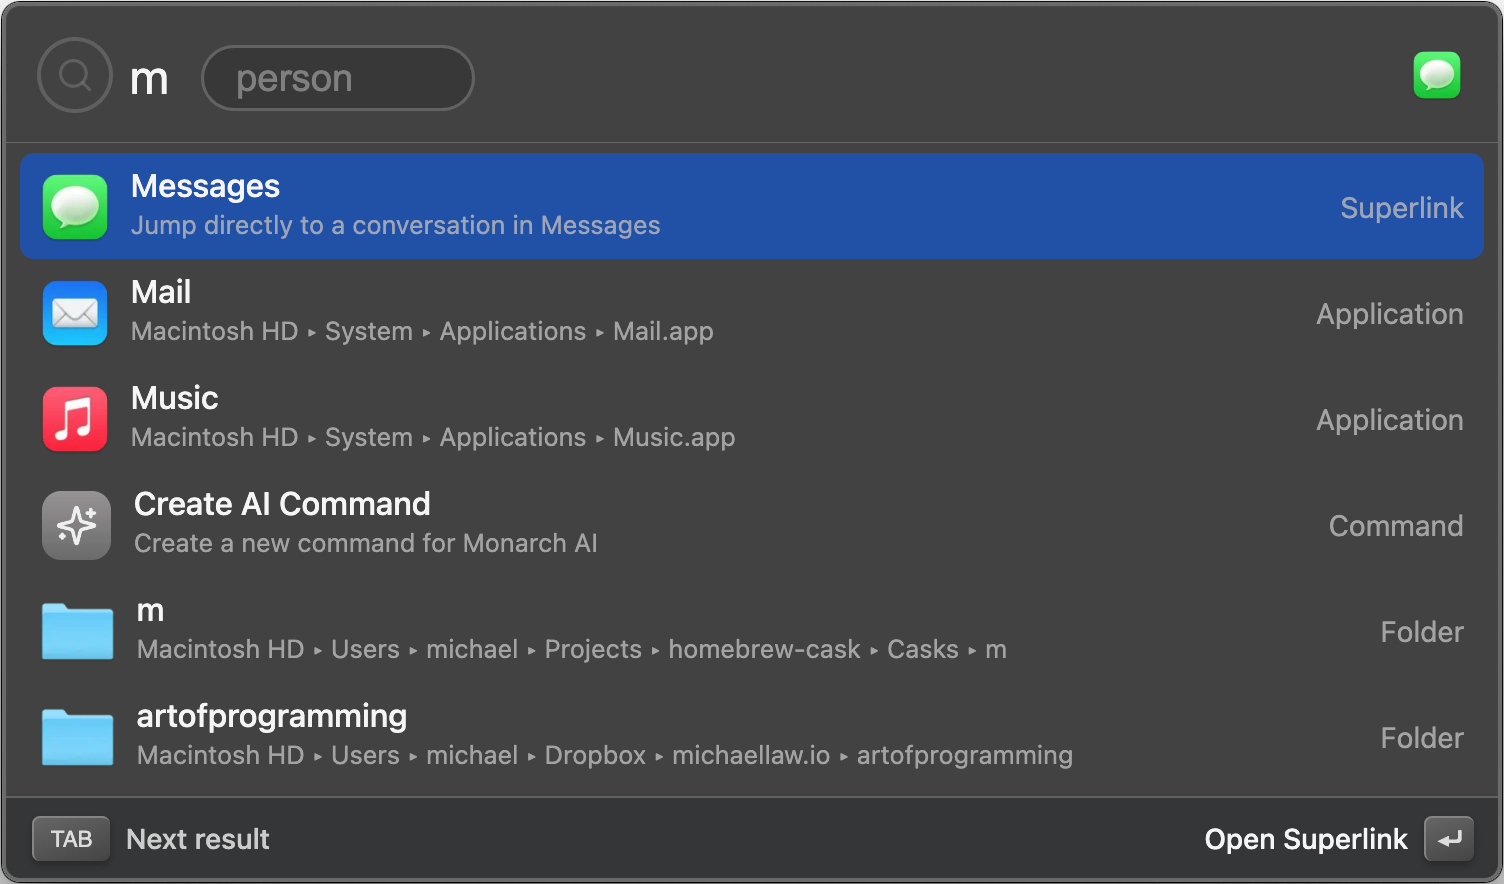 m person
Messages
Jump directly to a conversation in Messages
Superlink
Mail
Macintosh HD ▸ System ▸ Applications ▸ Mail.app
Application
Music
Macintosh HD ▸ System ▸ Applications ▸ Music.app
Application
Create AI Command
Create a new command for Monarch AI
Command
m
Macintosh HD ▸ Users ▸ michael ▸ Projects ▸ homebrew-cask ▸ Casks ▸ m
Folder
artofprogramming
Macintosh HD ▸ Users ▸ michael ▸ Dropbox ▸ michaellaw.io ▸ artofprogramming
Folder
TAB Next result
Open Superlink